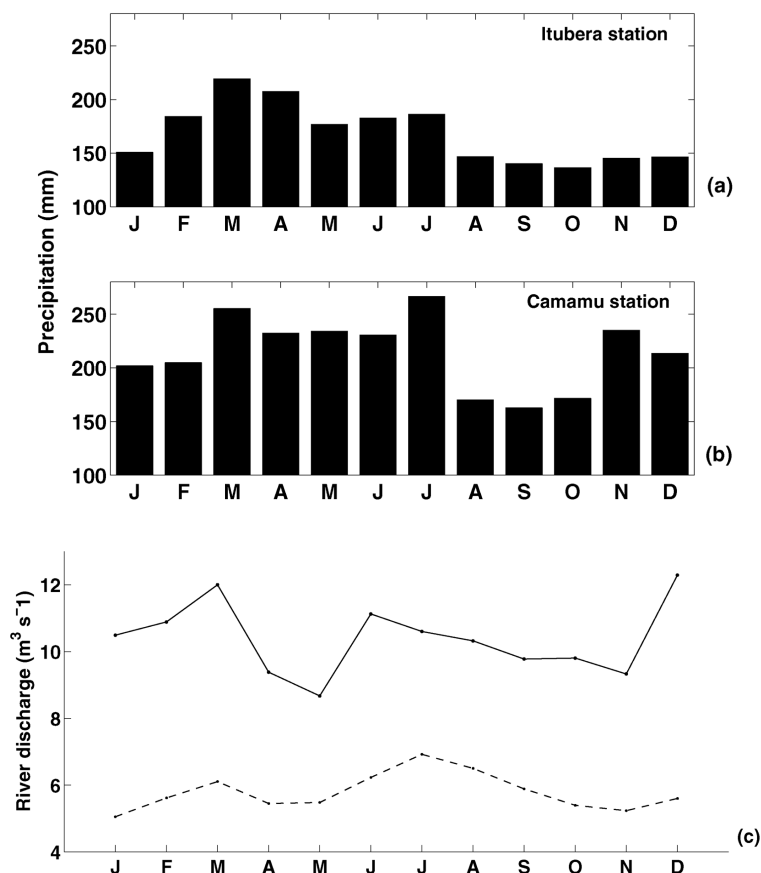 Itubera station
250
200
150
100
J F M A M J J A S O N D
(a)
Precipitation (mm)
Camamu station
250
200
150
100
J F M A M J J A S O N D
(b)
12
10
8
6
4
River discharge (m³ s⁻1)
J F M A M J J A S O N D
(c)